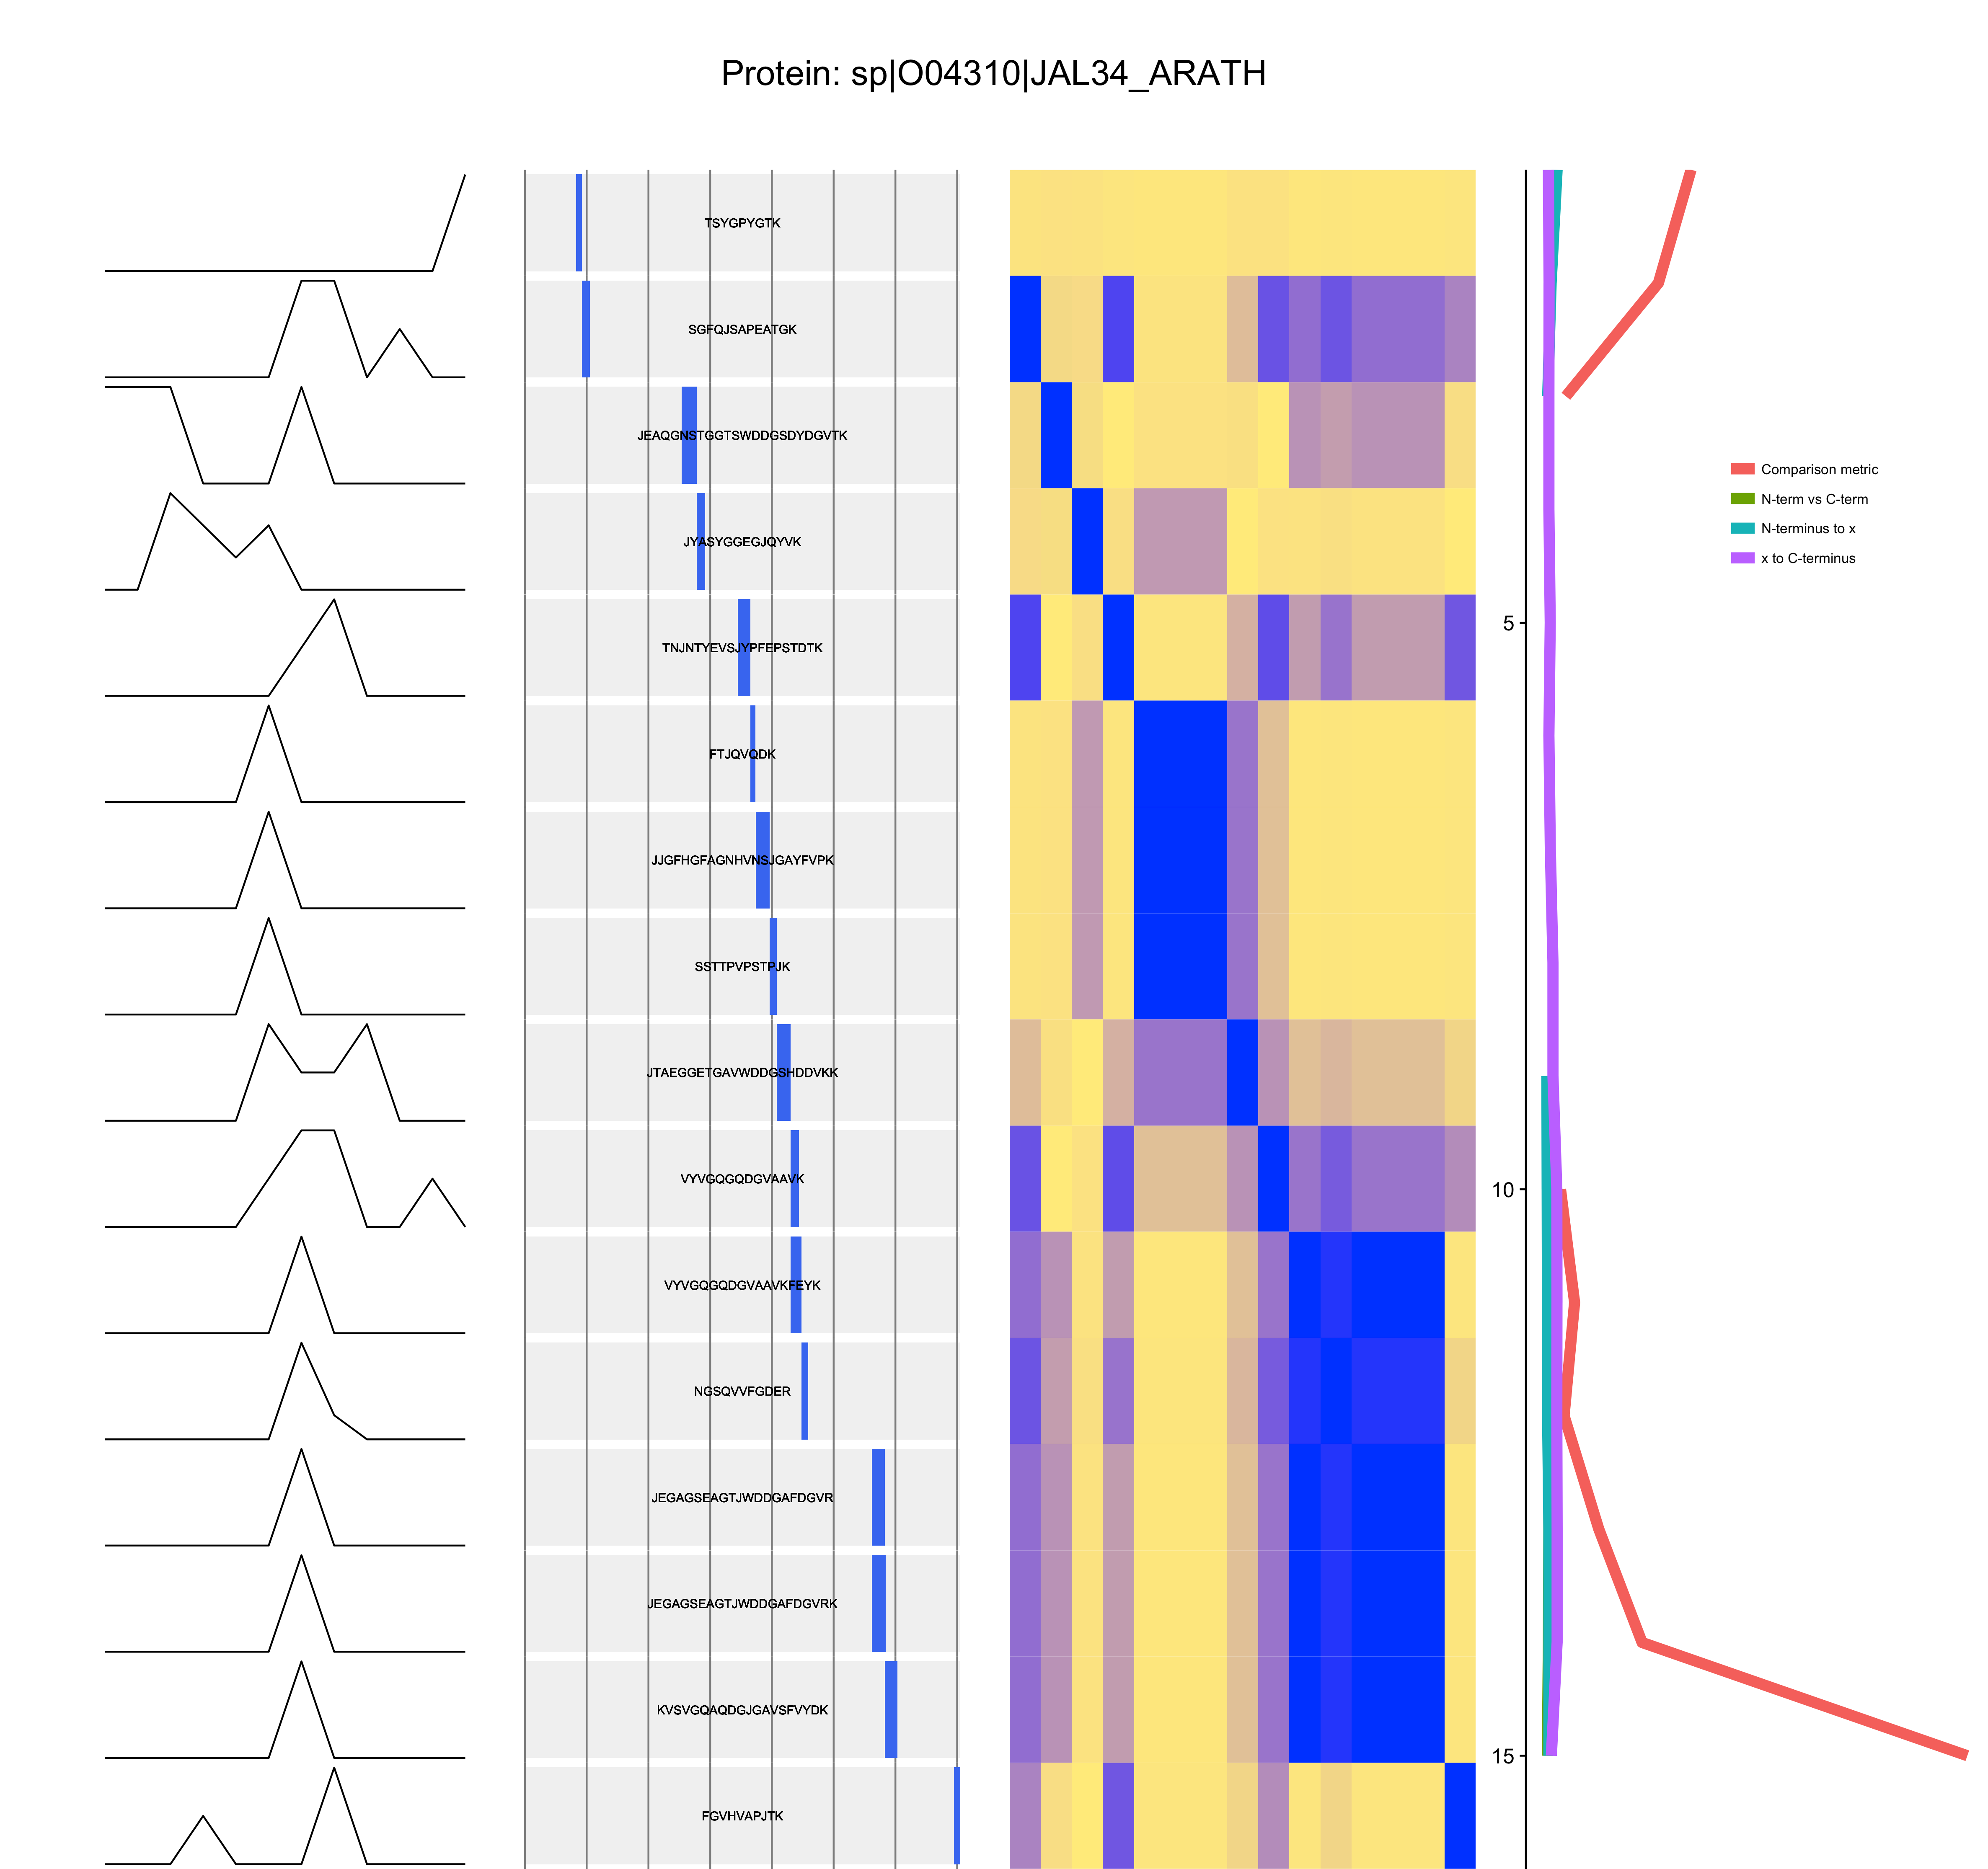 Protein: sp|O04310|JAL34_ARATH
TSYGPYGTK
SGFQJSAPEATGK
JEAQGNSTGGTSWDDGSDYDGVTK
Comparison metric
N-term vs C-term
N-terminus to x
x to C-terminus
JYASYGGEGJQYVK
5
TNJNTYEVSJYPFEPSTDTK
FTJQVQDK
JJGFHGFAGNHVNSJGAYFVPK
SSTTPVPSTPJK
JTAEGGETGAVWDDGSHDDVKK
VYVGQGQDGVAAVK
10
VYVGQGQDGVAAVKFEYK
NGSQVVFGDER
JEGAGSEAGTJWDDGAFDGVR
JEGAGSEAGTJWDDGAFDGVRK
KVSVGQAQDGJGAVSFVYDK
15
FGVHVAPJTK